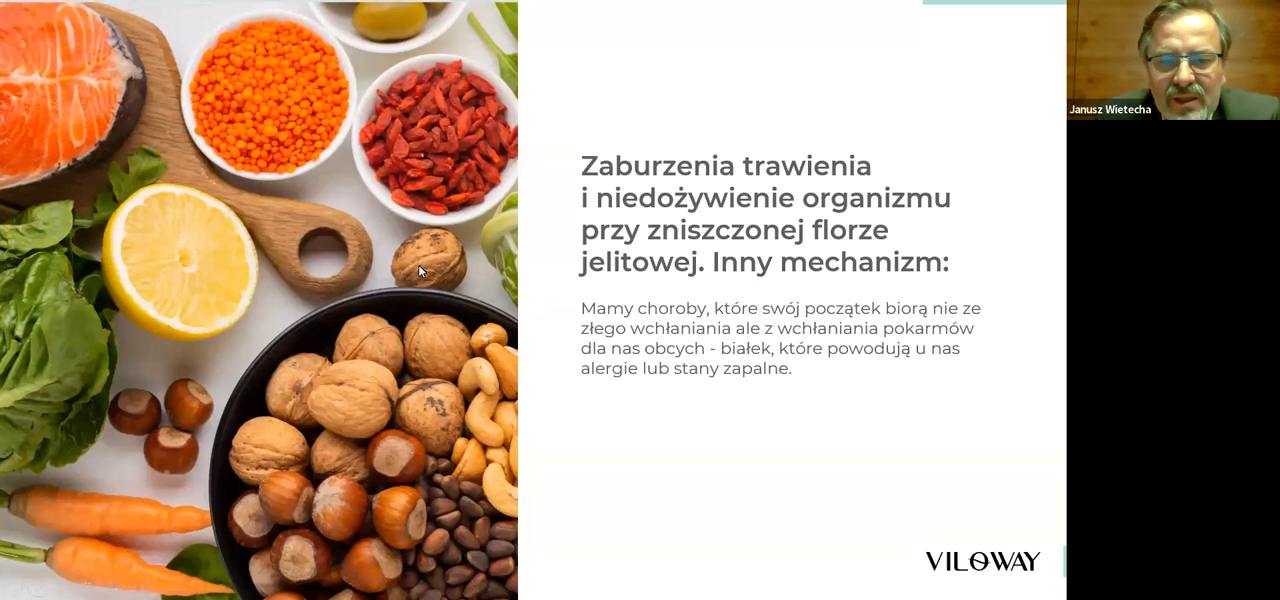 Zaburzenia trawienia
i niedożywienie organizmu
przy zniszczonej florze
jelitowej. Inny mechanizm:
Mamy choroby, które swój początek biorą nie ze
złego wchłaniania ale z wchłaniania pokarmów
dla nas obcych - białek, które powodują u nas
alergie lub stany zapalne.
VILOWAY
Janusz Wietecha